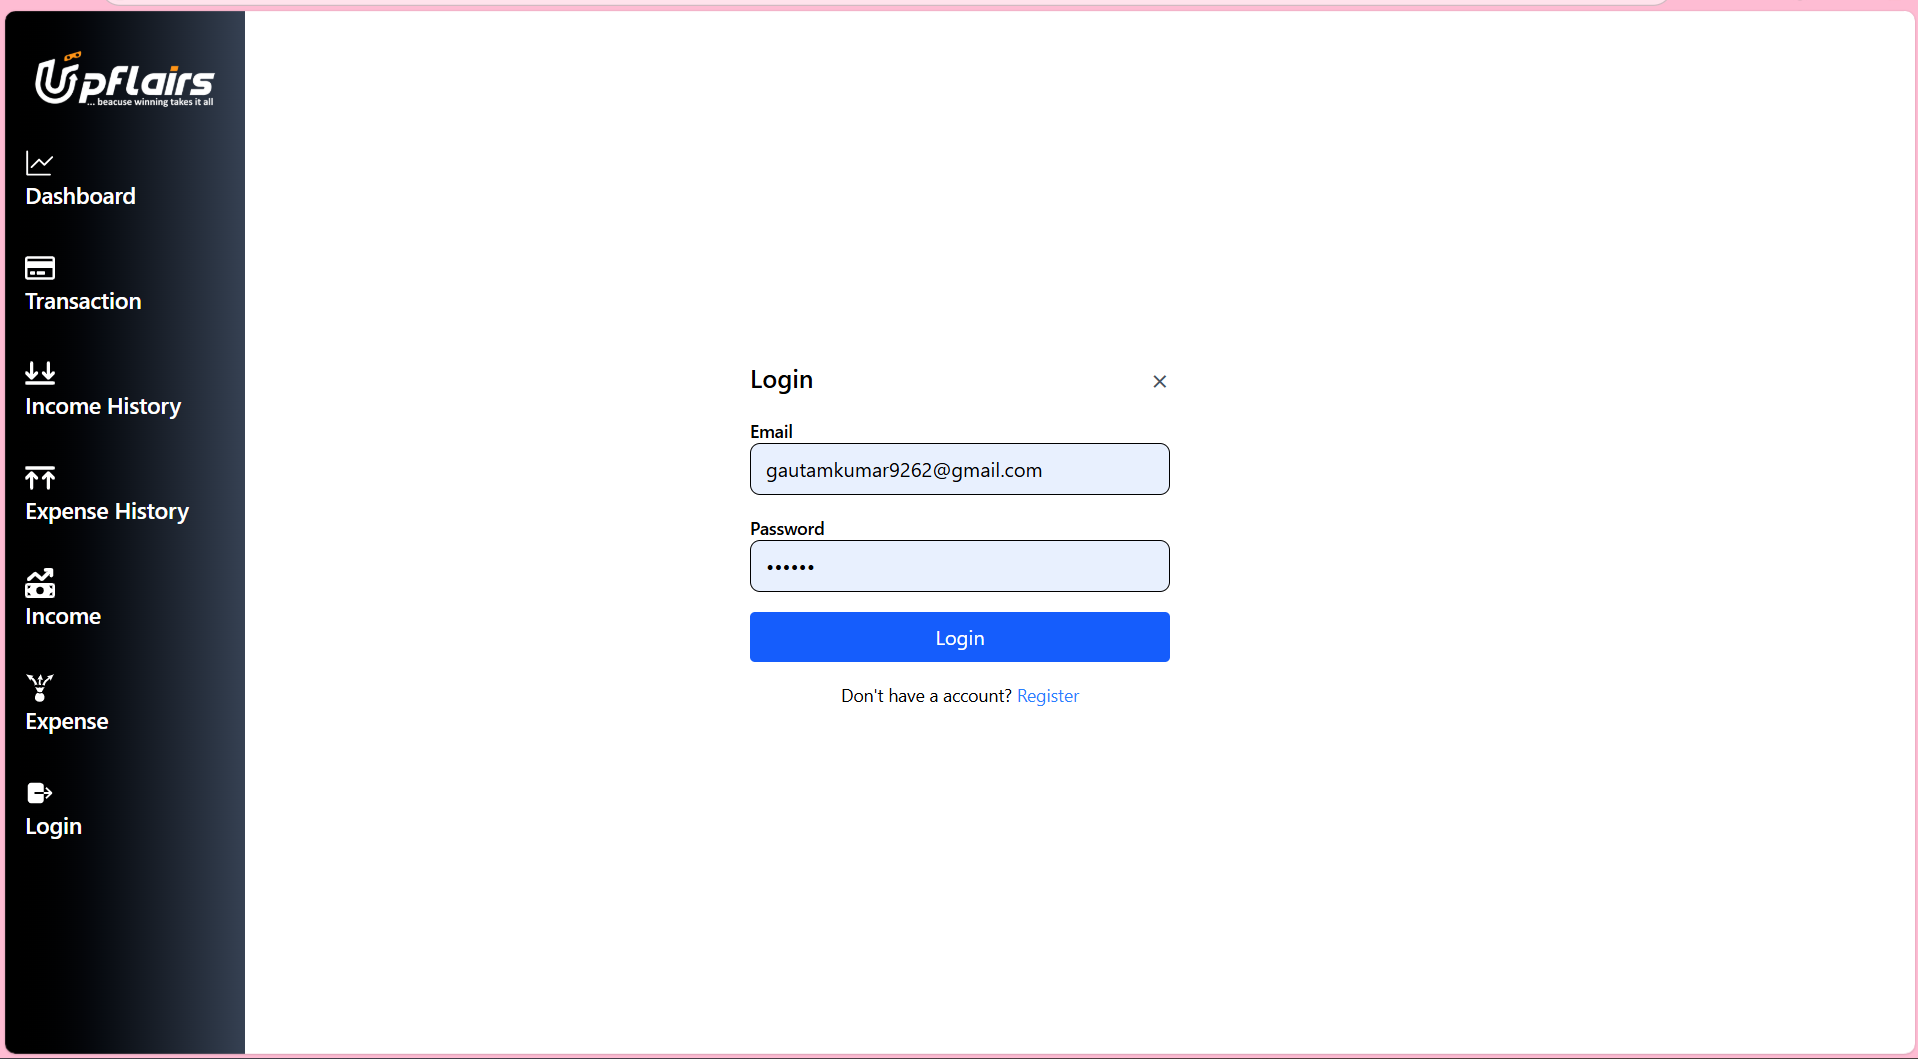 Upflairs
... beacuse winning takes it all
Dashboard
Transaction
Income History
Expense History
Income
Expense
Login
Login
Email
gautamkumar9262@gmail.com
Password
••••••
Login
Don't have a account? Register